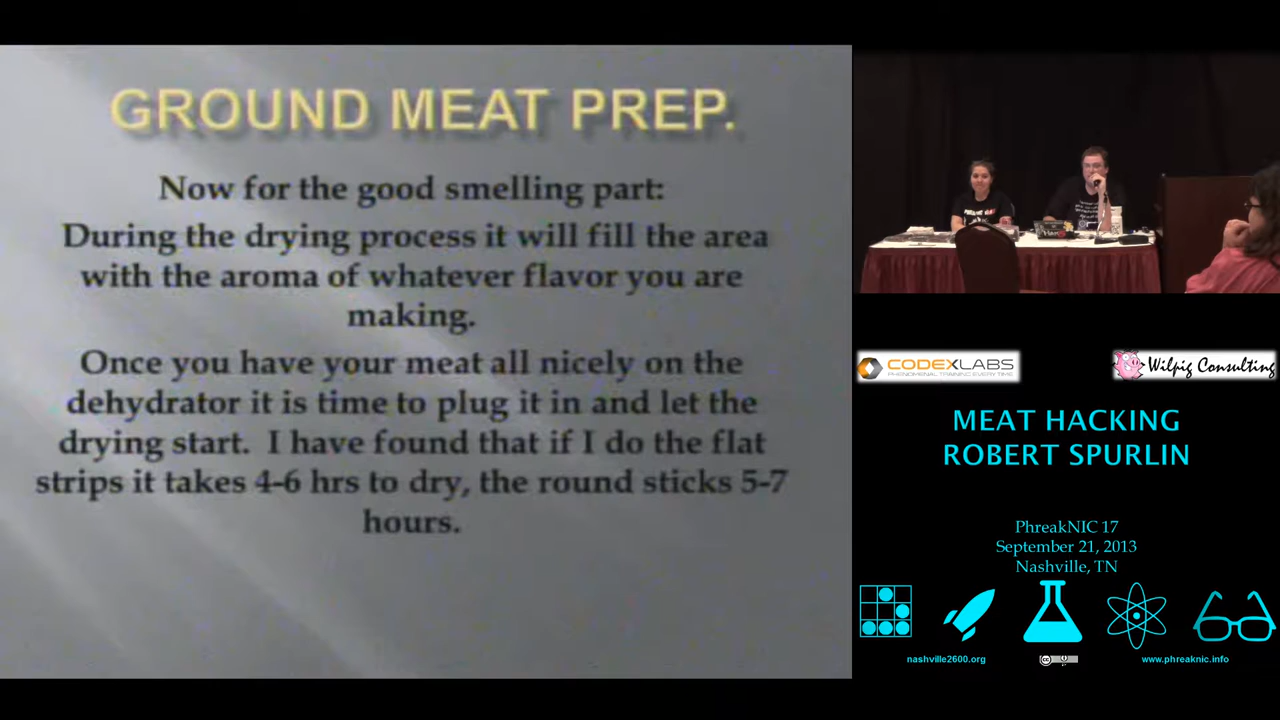 GROUND MEAT PREP.
Now for the good smelling part:
During the drying process it will fill the area
with the aroma of whatever flavor you are
making.
Once you have your meat all nicely on the
dehydrator it is time to plug it in and let the
drying start. I have found that if I do the flat
strips it takes 4-6 hrs to dry, the round sticks 5-7
hours.
CODEXLABS
PHENOMENAL TRAINING EVERYTIME
Wilpig Consulting
MEAT HACKING
ROBERT SPURLIN
PhreakNIC 17
September 21, 2013
Nashville, TN
nashville2600.org
cc
www.phreaknic.info